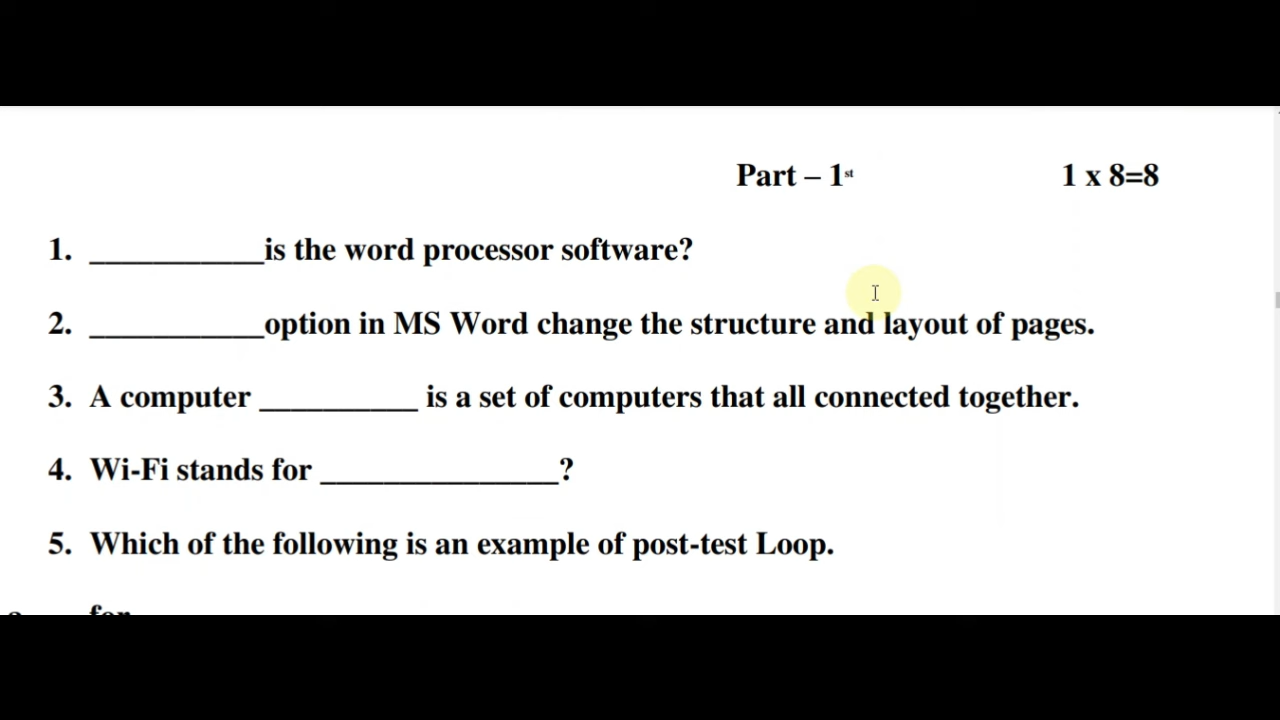 Part – 1st 1 x 8=8
1. ___________is the word processor software?
2. ___________option in MS Word change the structure and layout of pages.
3. A computer __________ is a set of computers that all connected together.
4. Wi-Fi stands for _______________?
5. Which of the following is an example of post-test Loop.
for